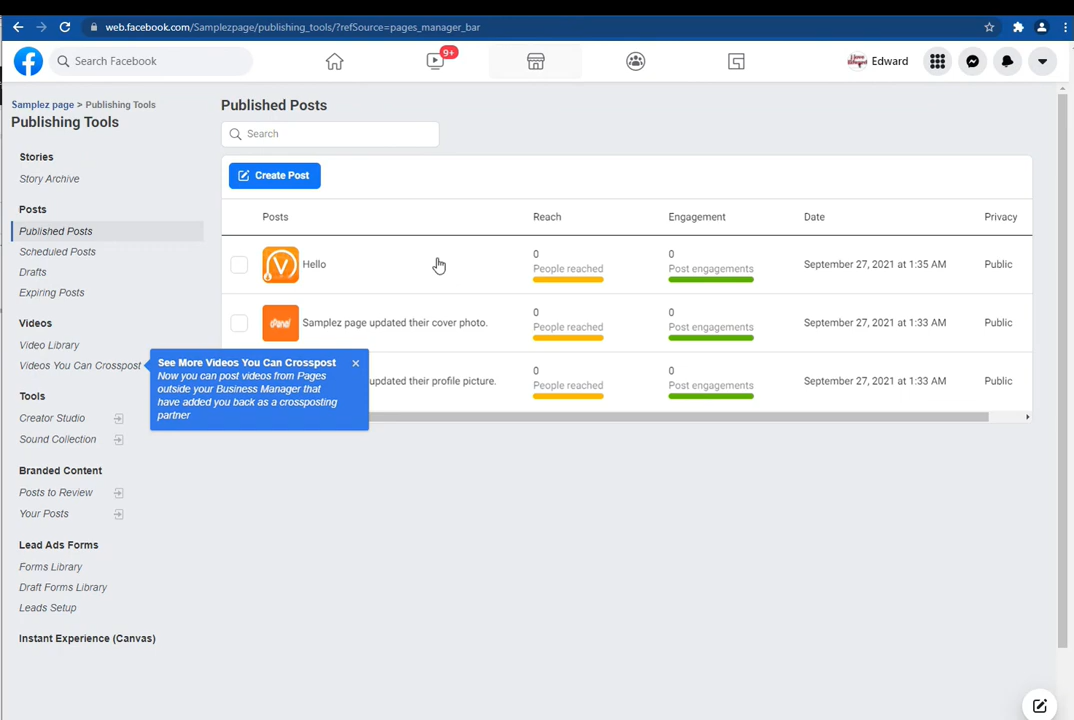 web.facebook.com/Samplezpage/publishing_tools/?refSource=pages_manager_bar
Search Facebook
9+
Edward
Samplez page > Publishing Tools
Publishing Tools
Stories
Story Archive
Posts
Published Posts
Scheduled Posts
Drafts
Expiring Posts
Videos
Video Library
Videos You Can Crosspost
Tools
Creator Studio
Sound Collection
Branded Content
Posts to Review
Your Posts
Lead Ads Forms
Forms Library
Draft Forms Library
Leads Setup
Instant Experience (Canvas)
See More Videos You Can Crosspost
Now you can post videos from Pages
outside your Business Manager that
have added you back as a crossposting
partner
Published Posts
Search
Create Post
Posts Reach Engagement Date Privacy
Hello 0 People reached 0 Post engagements September 27, 2021 at 1:35 AM Public
Samplez page updated their cover photo. 0 People reached 0 Post engagements September 27, 2021 at 1:33 AM Public
updated their profile picture. 0 People reached 0 Post engagements September 27, 2021 at 1:33 AM Public